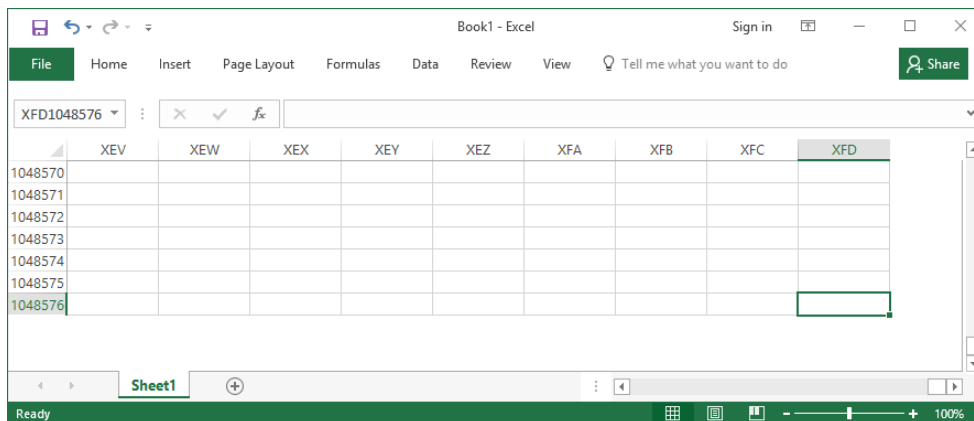 Book1 - Excel Sign in
File Home Insert Page Layout Formulas Data Review View Tell me what you want to do Share
XFD1048576 fx
XEV XEW XEX XEY XEZ XFA XFB XFC XFD
1048570
1048571
1048572
1048573
1048574
1048575
1048576
Sheet1
Ready 100%